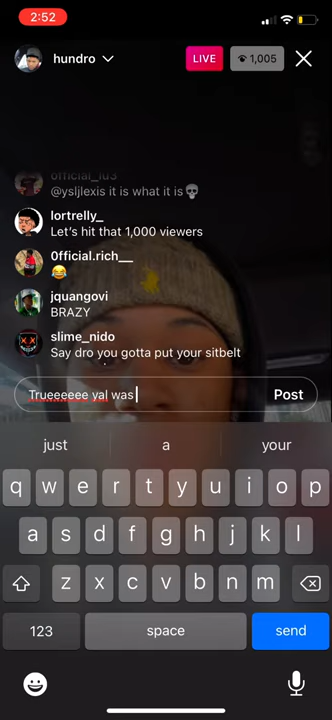 2:52
hundro
LIVE
1,005
official_lu3
@ysljlexis it is what it is💀
lortrelly_
Let's hit that 1,000 viewers
0fficial.rich__
😂
jquangovi
BRAZY
slime_nido
Say dro you gotta put your sitbelt
Trueeeeee yal was
Post
just a your
q w e r t y u i o p
a s d f g h j k l
z x c v b n m
123 space send